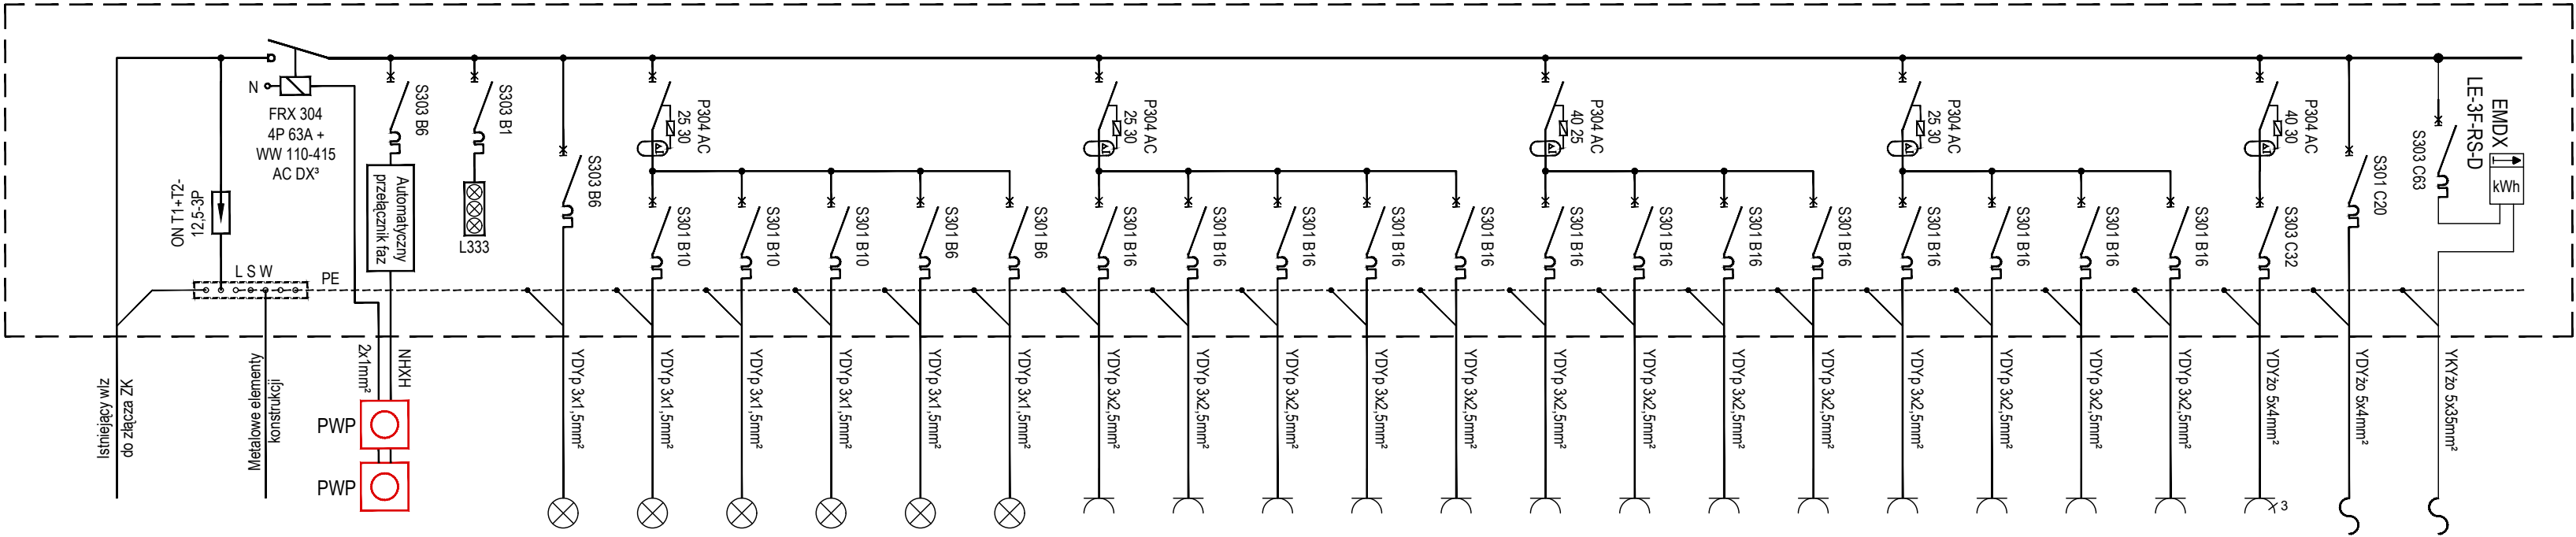 N
FRX 304
4P 63A +
WW 110-415
AC DX³
ON T1+T2-
12,5-3P
L S W
PE
S303 B6
Automatyczny
przełącznik faz
S303 B1
L333
S303 B6
P304 AC
25 30
S301 B10
S301 B10
S301 B10
S301 B6
S301 B6
P304 AC
25 30
S301 B16
S301 B16
S301 B16
S301 B16
S301 B16
P304 AC
40 25
S301 B16
S301 B16
S301 B16
S301 B16
P304 AC
25 30
S301 B16
S301 B16
S301 B16
S301 B16
P304 AC
40 30
S303 C32
S301 C20
S303 C63
EMDX
LE-3F-RS-D
kWh
Istniejący wlz
do złącza ZK
Metalowe elementy
konstrukcji
NHXH
2x1mm²
PWP
PWP
YDYp 3x1,5mm²
YDYp 3x1,5mm²
YDYp 3x1,5mm²
YDYp 3x1,5mm²
YDYp 3x1,5mm²
YDYp 3x1,5mm²
YDYp 3x2,5mm²
YDYp 3x2,5mm²
YDYp 3x2,5mm²
YDYp 3x2,5mm²
YDYp 3x2,5mm²
YDYp 3x2,5mm²
YDYp 3x2,5mm²
YDYp 3x2,5mm²
YDYp 3x2,5mm²
YDYp 3x2,5mm²
YDYp 3x2,5mm²
YDYp 3x2,5mm²
YDYp 3x2,5mm²
YDYżo 5x4mm²
YDYżo 5x4mm²
YKYżo 5x35mm²
3